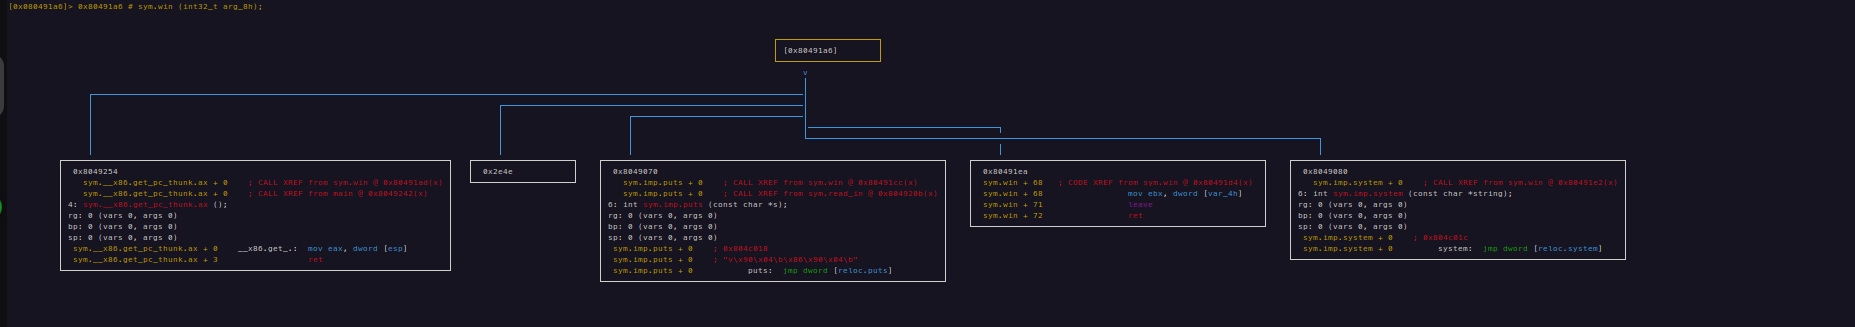 [0x080491a6]> 0x80491a6 # sym.win (int32_t arg_8h);
[0x80491a6]
v
0x8049254
sym.__x86.get_pc_thunk.ax + 0 ; CALL XREF from sym.win @ 0x80491ad(x)
sym.__x86.get_pc_thunk.ax + 0 ; CALL XREF from main @ 0x8049242(x)
4: sym.__x86.get_pc_thunk.ax ();
rg: 0 (vars 0, args 0)
bp: 0 (vars 0, args 0)
sp: 0 (vars 0, args 0)
sym.__x86.get_pc_thunk.ax + 0 __x86.get_.: mov eax, dword [esp]
sym.__x86.get_pc_thunk.ax + 3 ret
0x2e4e
0x8049070
sym.imp.puts + 0 ; CALL XREF from sym.win @ 0x80491cc(x)
sym.imp.puts + 0 ; CALL XREF from sym.read_in @ 0x804920b(x)
6: int sym.imp.puts (const char *s);
rg: 0 (vars 0, args 0)
bp: 0 (vars 0, args 0)
sp: 0 (vars 0, args 0)
sym.imp.puts + 0 ; 0x804c018
sym.imp.puts + 0 ; "v\x90\x04\b\x86\x90\x04\b"
sym.imp.puts + 0 puts: jmp dword [reloc.puts]
0x80491ea
sym.win + 68 ; CODE XREF from sym.win @ 0x80491d4(x)
sym.win + 68 mov ebx, dword [var_4h]
sym.win + 71 leave
sym.win + 72 ret
0x8049080
sym.imp.system + 0 ; CALL XREF from sym.win @ 0x80491e2(x)
6: int sym.imp.system (const char *string);
rg: 0 (vars 0, args 0)
bp: 0 (vars 0, args 0)
sp: 0 (vars 0, args 0)
sym.imp.system + 0 ; 0x804c01c
sym.imp.system + 0 system: jmp dword [reloc.system]